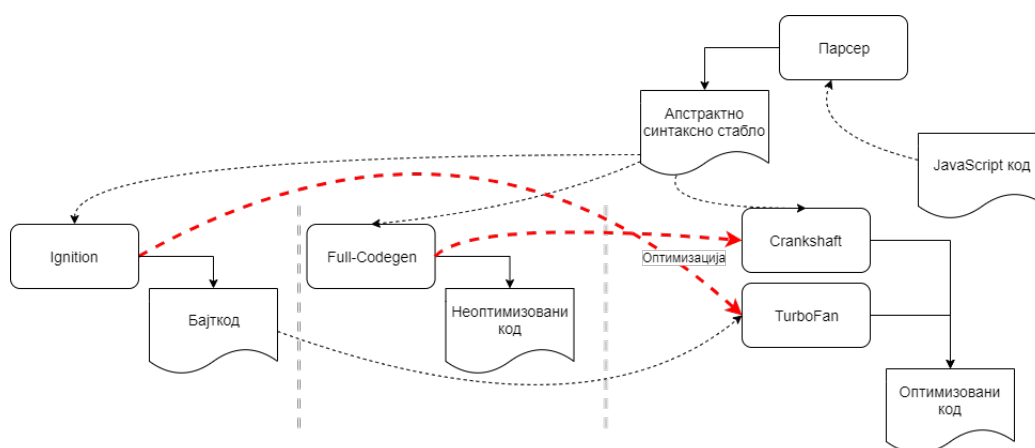 Парсер
Апстрактно
синтаксно стабло
JavaScript код
Ignition
Full-Codegen
Crankshaft
Оптимизација
Бајткод
Неоптимизовани
код
TurboFan
Оптимизовани
код